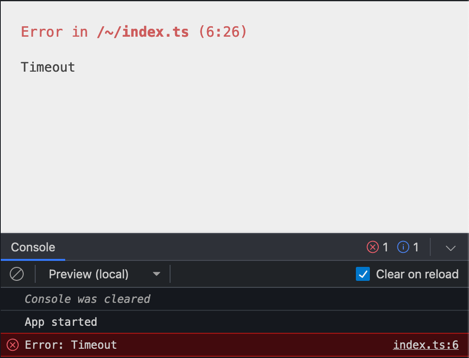 Error in /~/index.ts (6:26)
Timeout
Console
1
1
Preview (local)
Clear on reload
Console was cleared
App started
Error: Timeout
index.ts:6